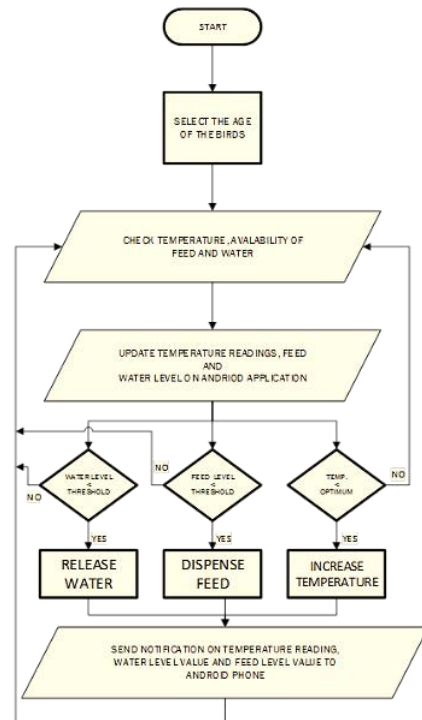 START
SELECT THE AGE
OF THE BIRDS
CHECK TEMPERATURE, AVALABILITY OF
FEED AND WATER
UPDATE TEMPERATURE READINGS, FEED
AND
WATER LEVEL ON ANDRIOD APPLICATION
WATER LEVEL
<
THRESHOLD
NO
YES
FEED LEVEL
<
THRESHOLD
NO
YES
TEMP.
<
OPTIMUM
NO
YES
RELEASE
WATER
DISPENSE
FEED
INCREASE
TEMPERATURE
SEND NOTIFICATION ON TEMPERATURE READING,
WATER LEVEL VALUE AND FEED LEVEL VALUE TO
ANDROID PHONE